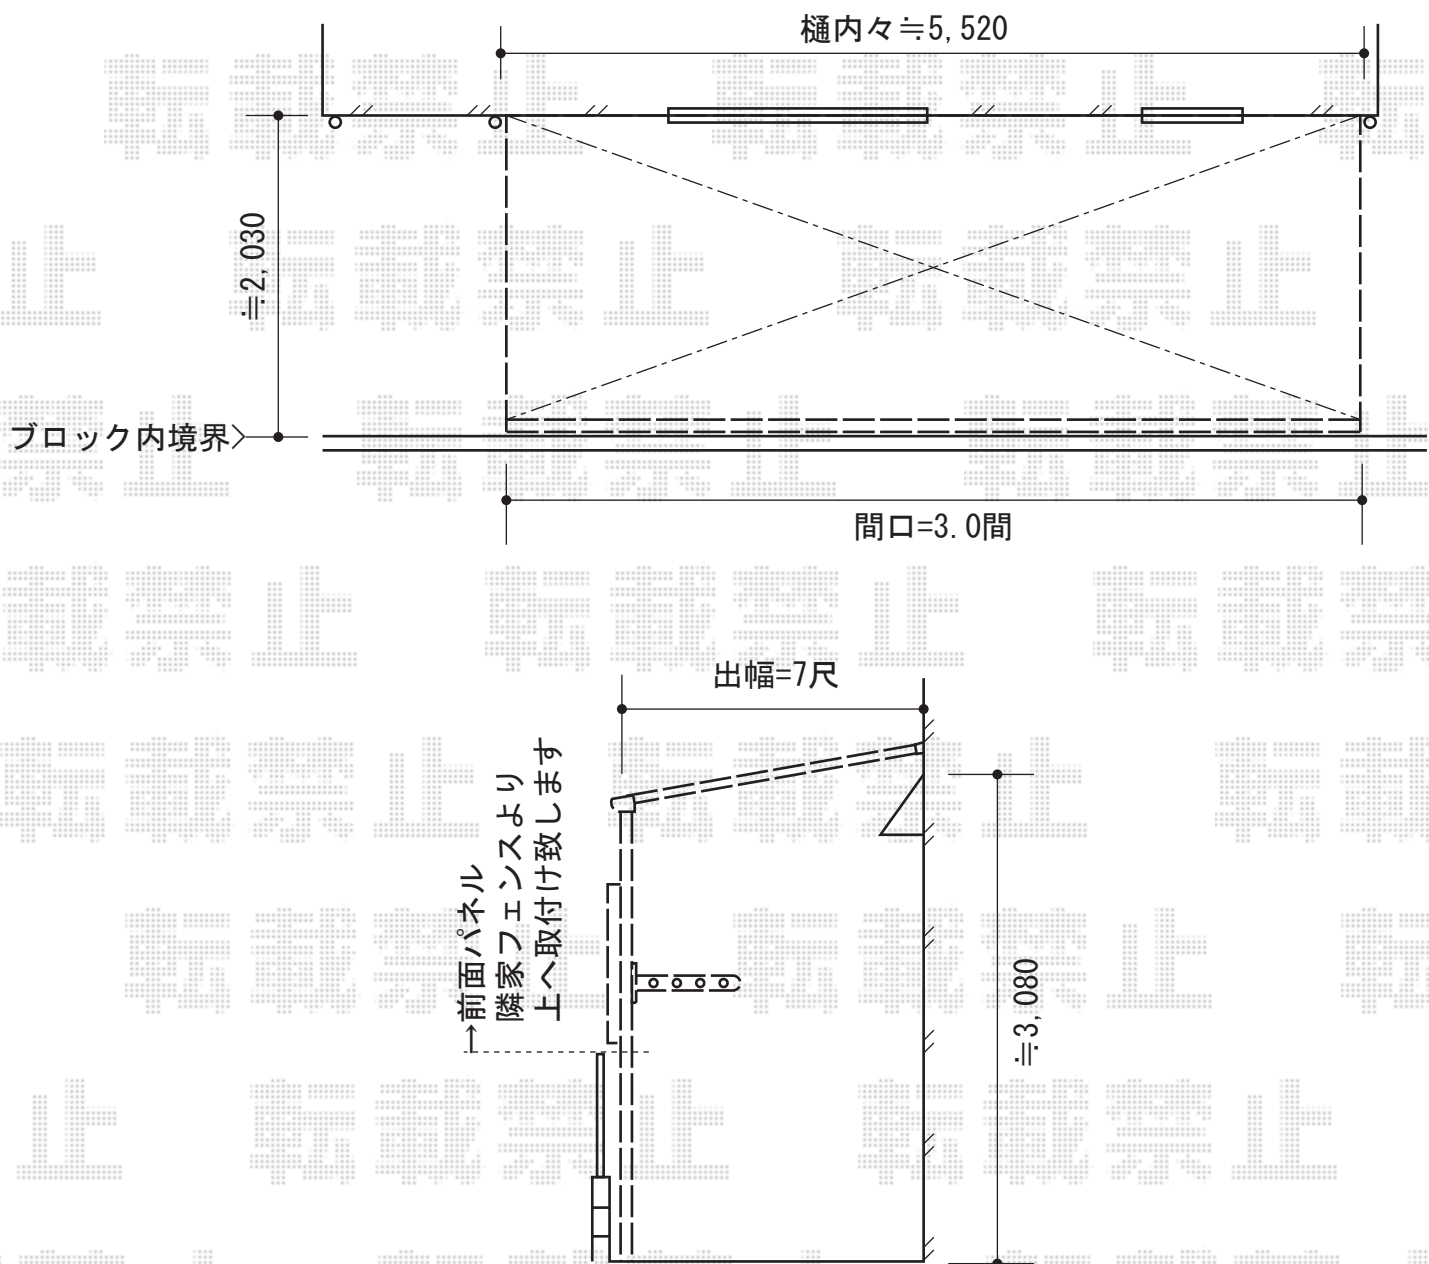 樋内々≒5,520
≒2,030
ブロック内境界
間口=3.0間
出幅=7尺
前面パネル
隣家フェンスより
上へ取付け致します
≒3,080
転載禁止